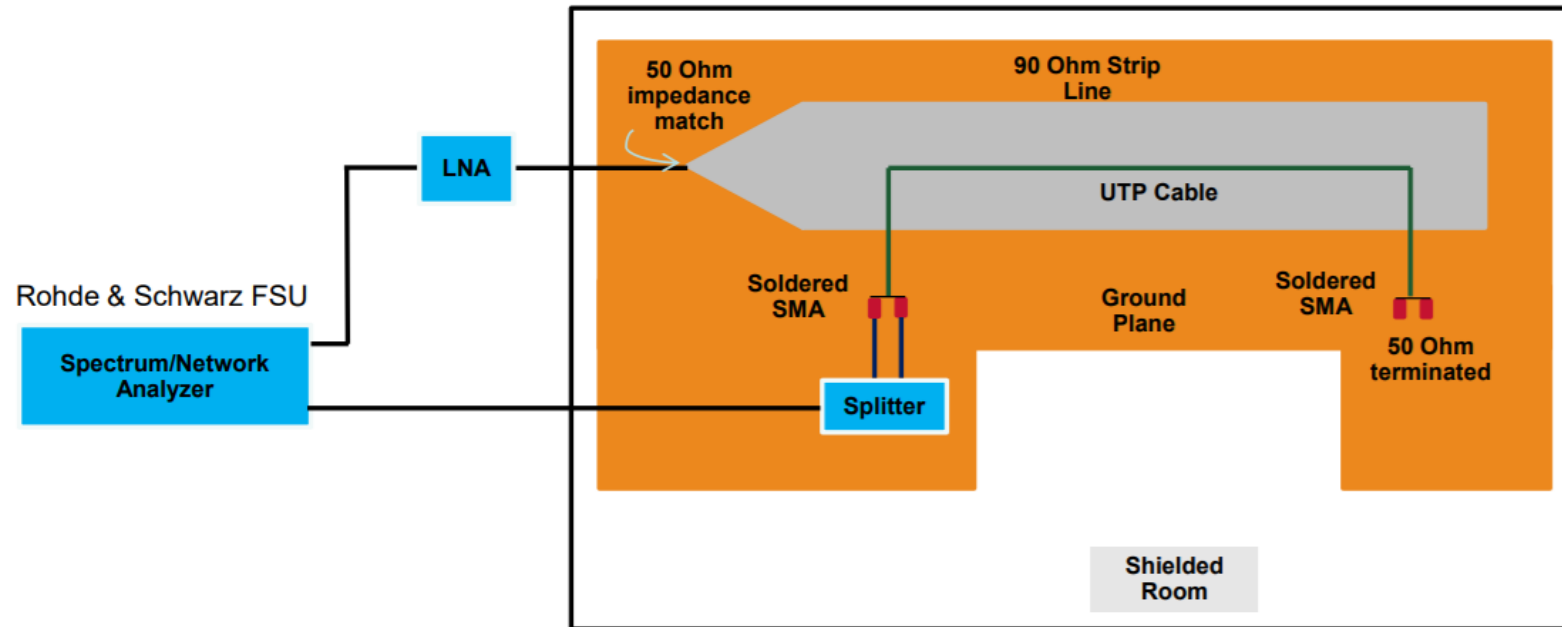 50 Ohm
impedance
match
90 Ohm Strip
Line
LNA
UTP Cable
Rohde & Schwarz FSU
Spectrum/Network
Analyzer
Soldered
SMA
Ground
Plane
Soldered
SMA
50 Ohm
terminated
Splitter
Shielded
Room